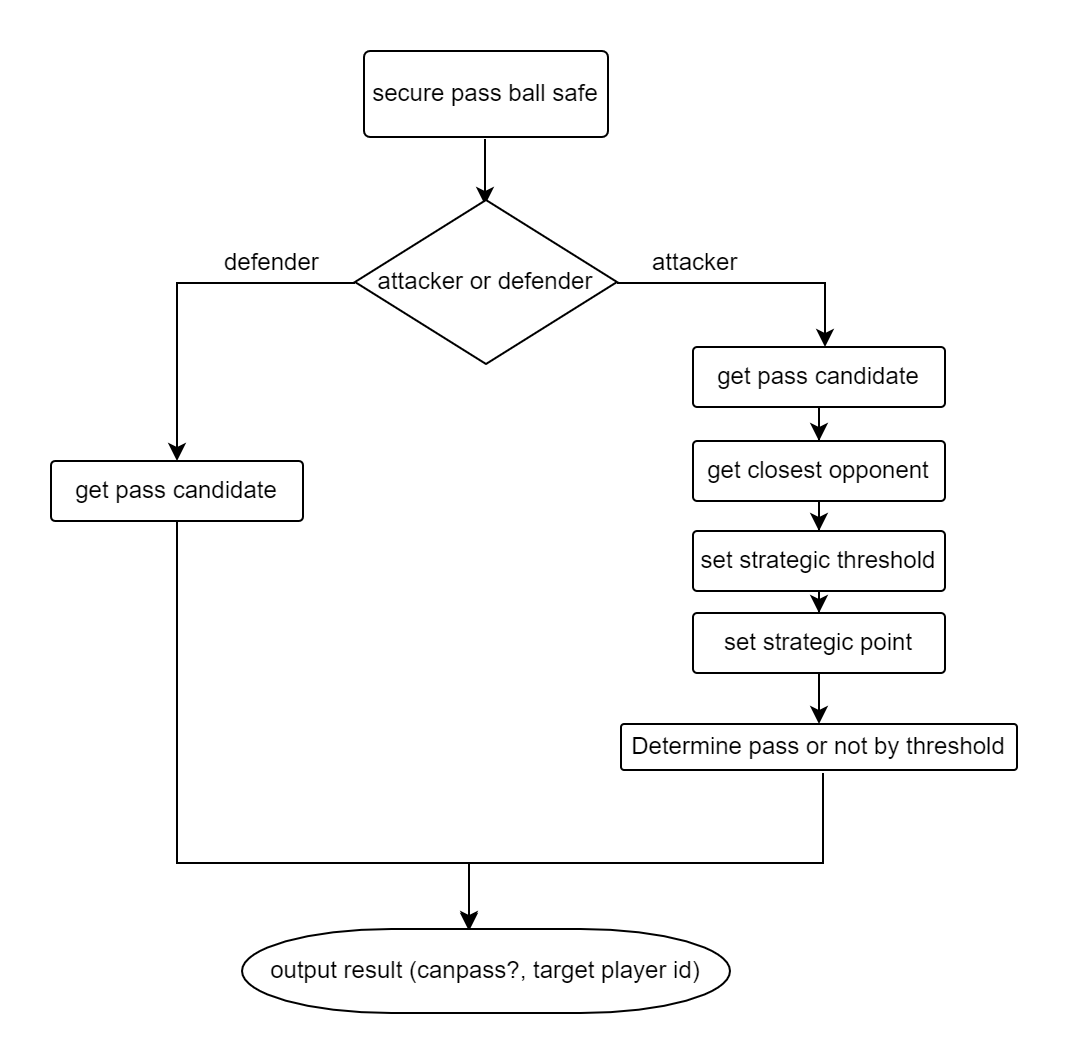 secure pass ball safe
defender
attacker or defender
attacker
get pass candidate
get closest opponent
get pass candidate
set strategic threshold
set strategic point
Determine pass or not by threshold
output result (canpass?, target player id)